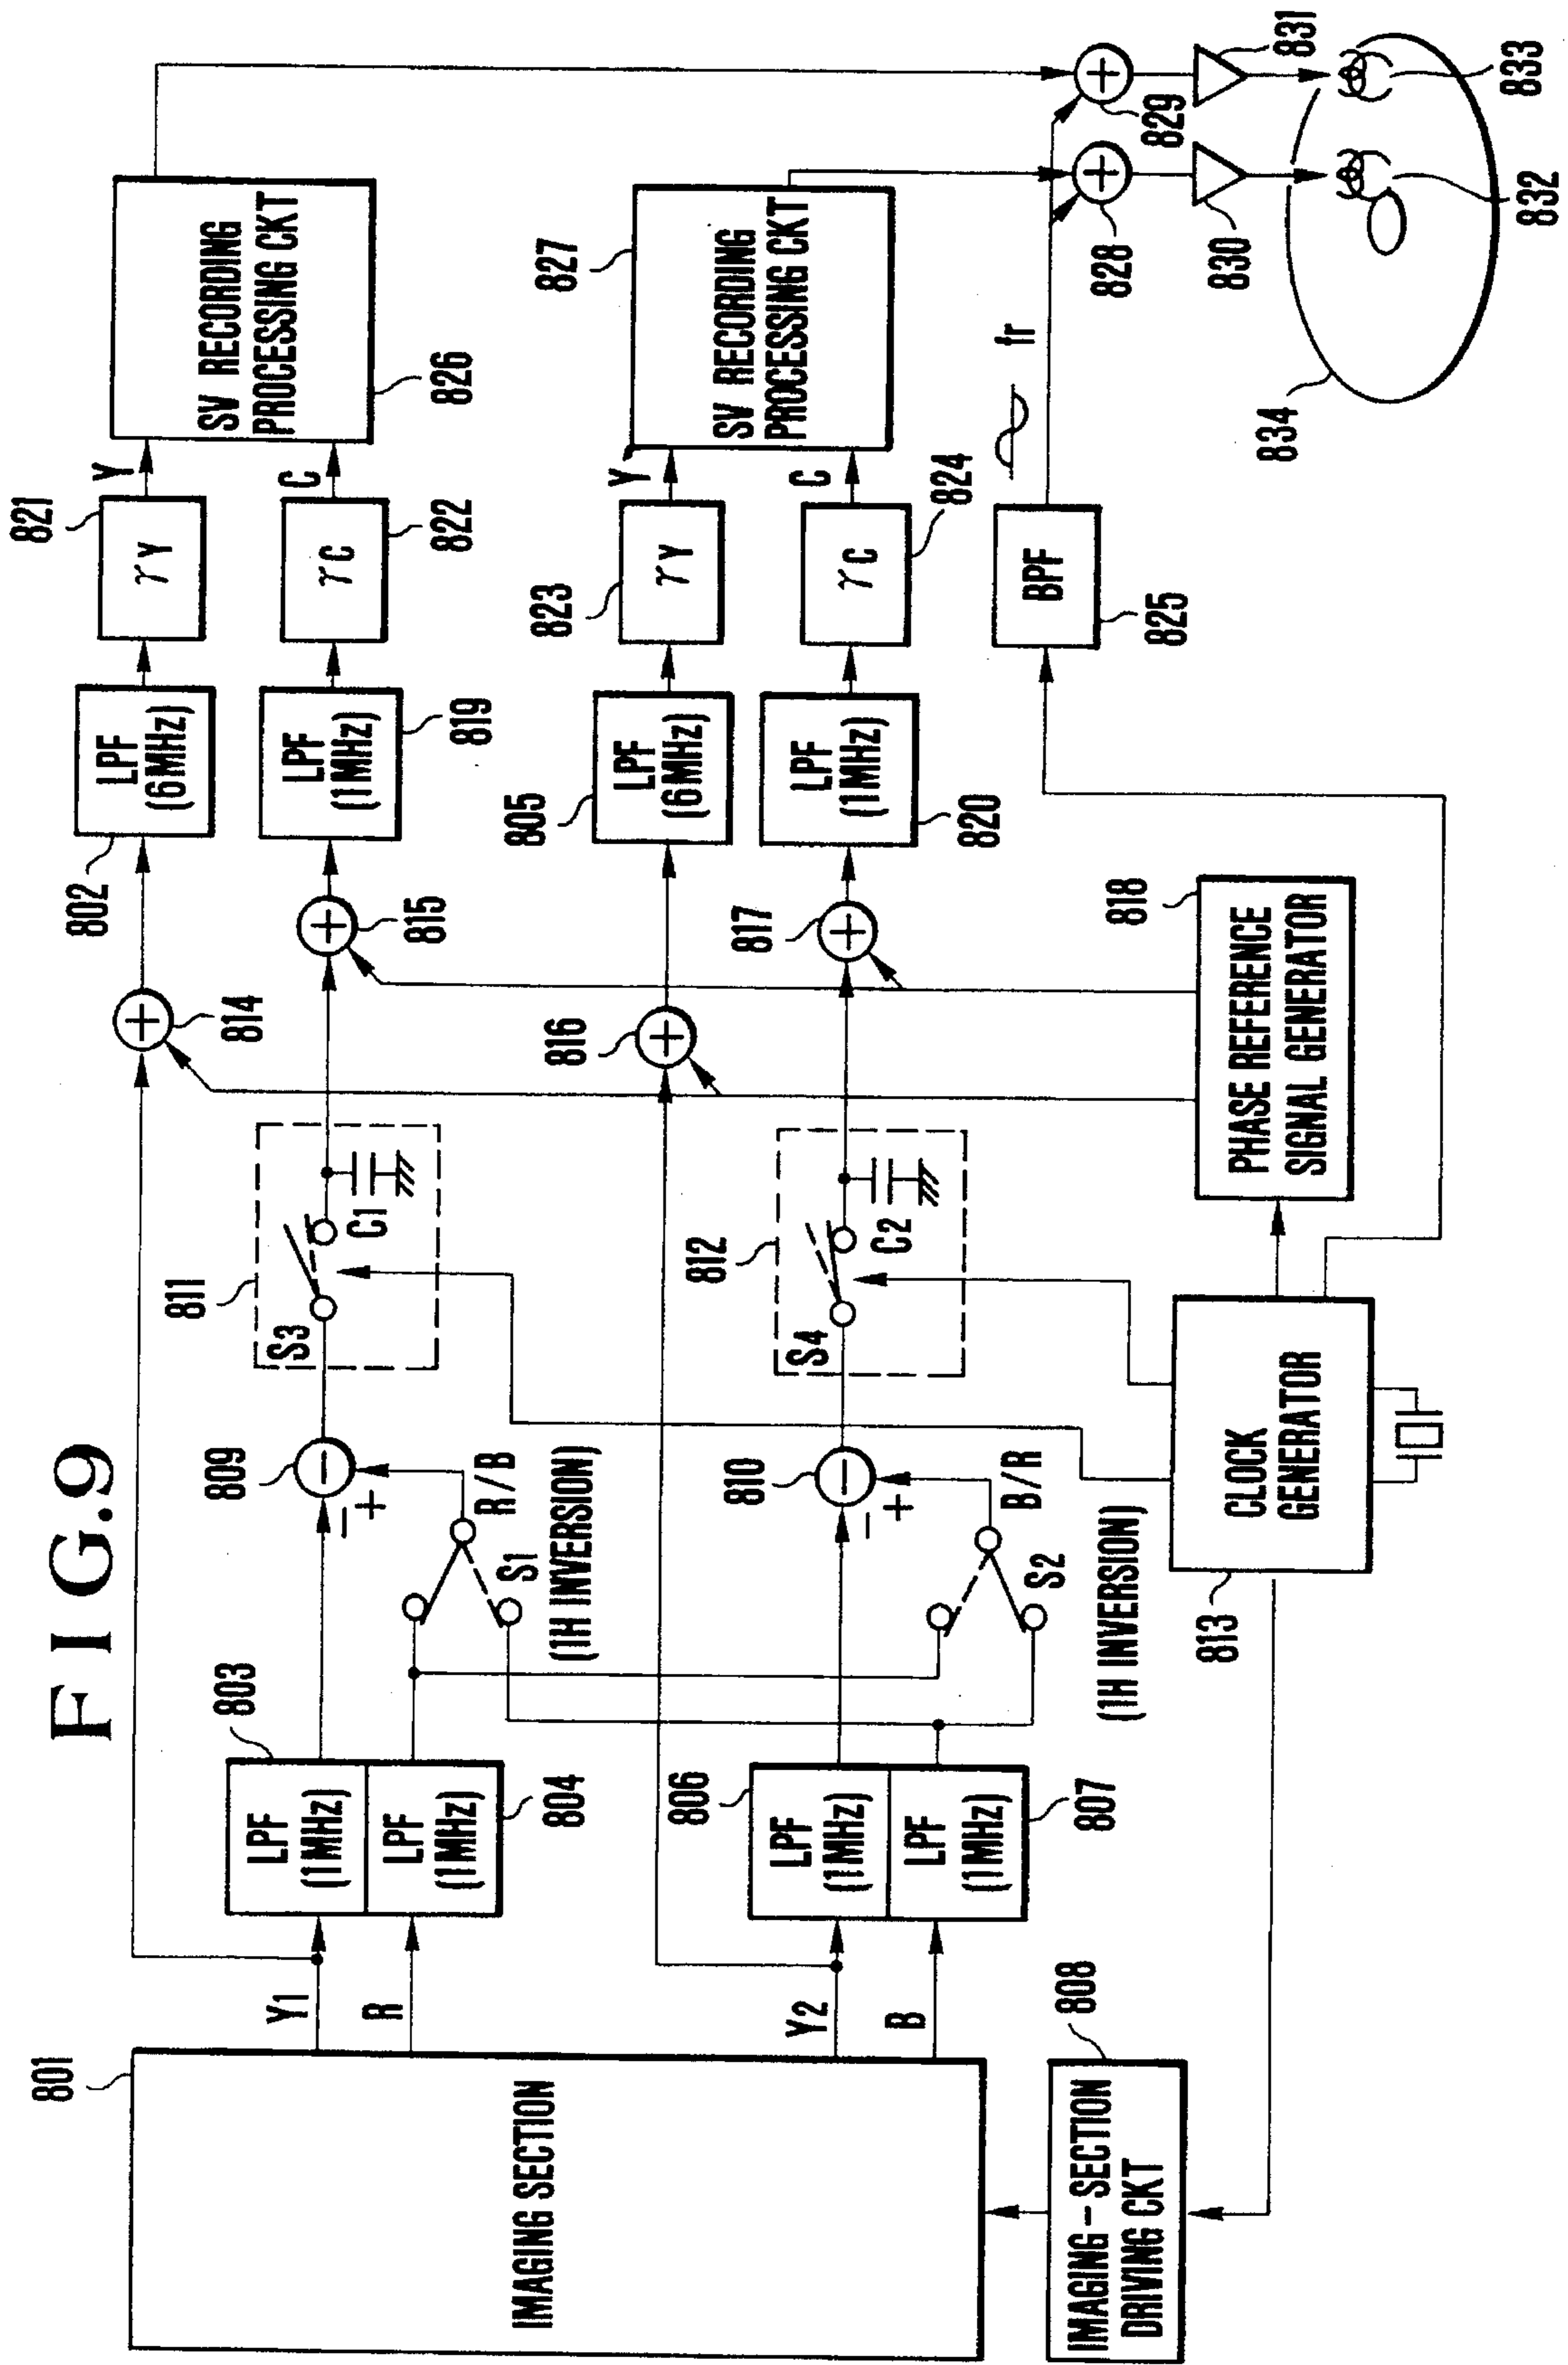 FIG.9
801
IMAGING SECTION
Y1
R
Y2
B
808
IMAGING-SECTION
DRIVING CKT
803
LPF
(1MHz)
LPF
(1MHz)
804
806
LPF
(1MHz)
LPF
(1MHz)
807
S1
R/B
(1H INVERSION)
S2
B/R
(1H INVERSION)
809
−
+
−
810
−
+
−
811
S3
C1
812
S4
C2
813
CLOCK
GENERATOR
814
+
815
+
816
+
817
+
818
PHASE REFERENCE
SIGNAL GENERATOR
802
LPF
(6MHz)
LPF
(1MHz)
819
805
LPF
(6MHz)
LPF
(1MHz)
820
821
γY
Y
γC
822
C
823
γY
Y
γC
824
C
BPF
825
fr
SV RECORDING
PROCESSING CKT
826
827
SV RECORDING
PROCESSING CKT
+
828
+
829
830
831
832
833
834